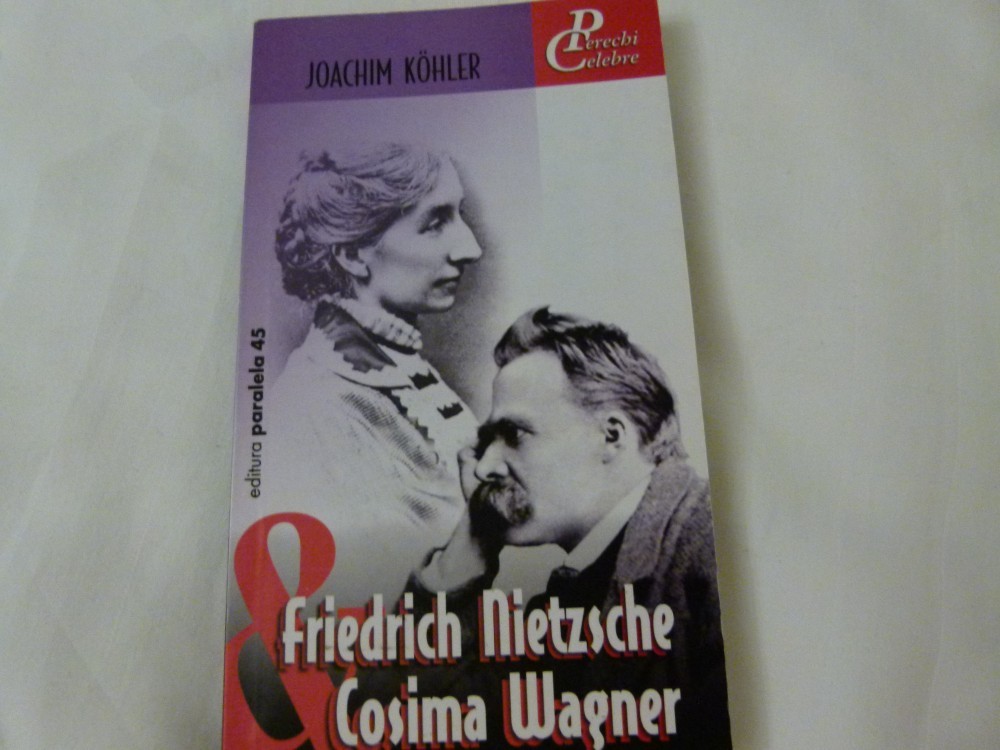 JOACHIM KÖHLER
Perechi
Celebre
editura paralela 45
&
Friedrich Nietzsche
Cosima Wagner